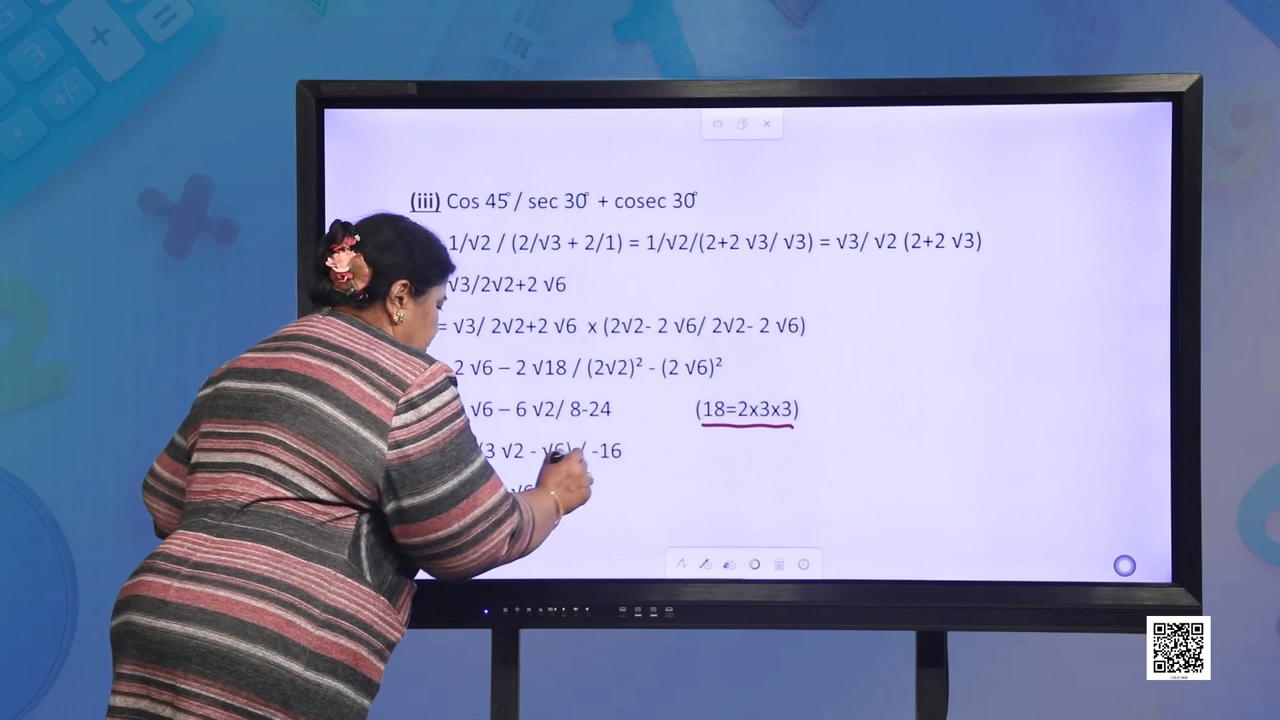 (iii) Cos 45°/ sec 30° + cosec 30°
1/√2 / (2/√3 + 2/1) = 1/√2/(2+2 √3/ √3) = √3/ √2 (2+2 √3)
√3/2√2+2 √6
= √3/ 2√2+2 √6 x (2√2- 2 √6/ 2√2- 2 √6)
2 √6 – 2 √18 / (2√2)² - (2 √6)²
√6 – 6 √2/ 8-24 (18=2x3x3)
(3 √2 - √6) / -16